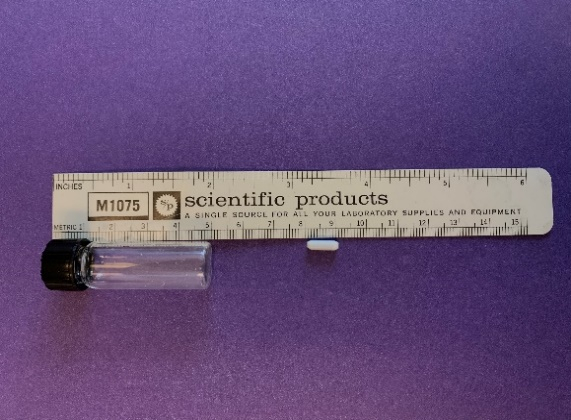 INCHES 1 2 3 4 5 6
M1075 SP scientific products
A SINGLE SOURCE FOR ALL YOUR LABORATORY SUPPLIES AND EQUIPMENT
METRIC 1 2 3 4 5 6 7 8 9 10 11 12 13 14 15